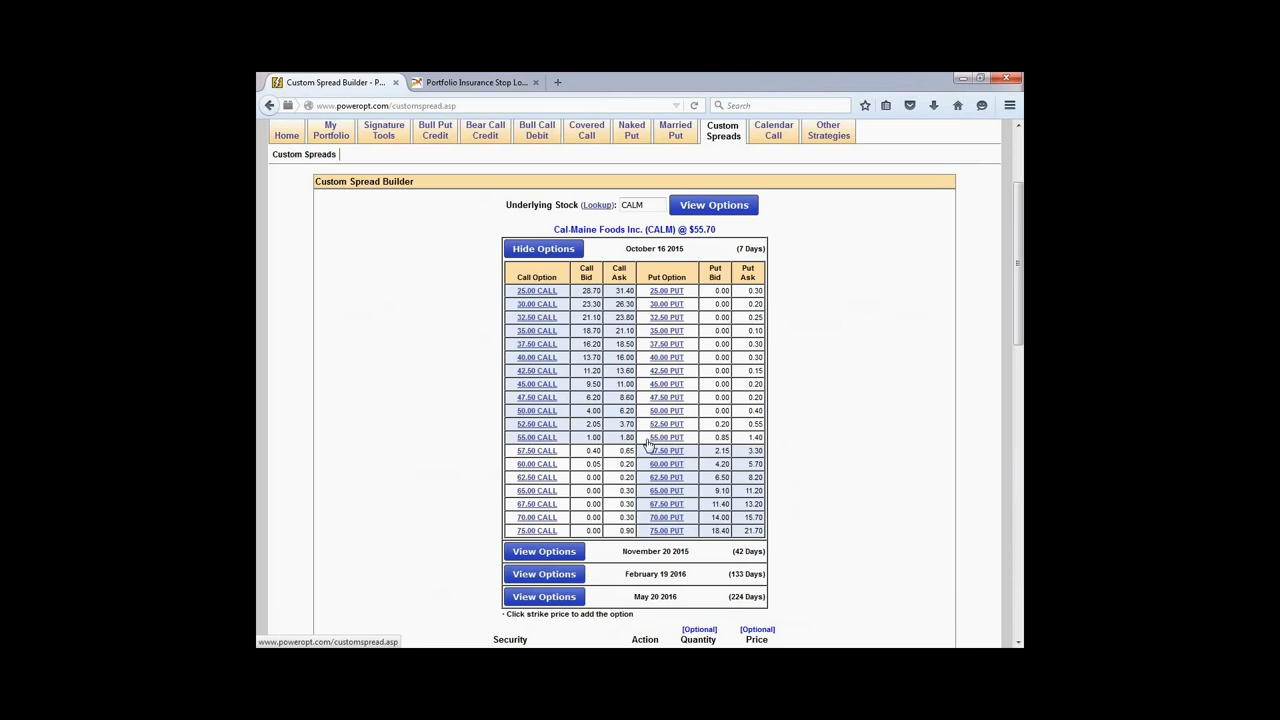 Custom Spread Builder - P...
Portfolio Insurance Stop Lo...
www.poweropt.com/customspread.asp
Search
Home
My Portfolio
Signature Tools
Bull Put Credit
Bear Call Credit
Bull Call Debit
Covered Call
Naked Put
Married Put
Custom Spreads
Calendar Call
Other Strategies
Custom Spreads
Custom Spread Builder
Underlying Stock (Lookup): CALM View Options
Cal-Maine Foods Inc. (CALM) @ $55.70
Hide Options October 16 2015 (7 Days)
Call Option Call Bid Call Ask Put Option Put Bid Put Ask
25.00 CALL 28.70 31.40 25.00 PUT 0.00 0.30
30.00 CALL 23.30 26.30 30.00 PUT 0.00 0.20
32.50 CALL 21.10 23.80 32.50 PUT 0.00 0.25
35.00 CALL 18.70 21.10 35.00 PUT 0.00 0.10
37.50 CALL 16.20 18.50 37.50 PUT 0.00 0.30
40.00 CALL 13.70 16.00 40.00 PUT 0.00 0.30
42.50 CALL 11.20 13.60 42.50 PUT 0.00 0.15
45.00 CALL 9.50 11.00 45.00 PUT 0.00 0.20
47.50 CALL 6.20 8.60 47.50 PUT 0.00 0.20
50.00 CALL 4.00 6.20 50.00 PUT 0.00 0.40
52.50 CALL 2.05 3.70 52.50 PUT 0.20 0.55
55.00 CALL 1.00 1.80 55.00 PUT 0.85 1.40
57.50 CALL 0.40 0.65 57.50 PUT 2.15 3.30
60.00 CALL 0.05 0.20 60.00 PUT 4.20 5.70
62.50 CALL 0.00 0.20 62.50 PUT 6.50 8.20
65.00 CALL 0.00 0.30 65.00 PUT 9.10 11.20
67.50 CALL 0.00 0.30 67.50 PUT 11.40 13.20
70.00 CALL 0.00 0.30 70.00 PUT 14.00 15.70
75.00 CALL 0.00 0.90 75.00 PUT 18.40 21.70
View Options November 20 2015 (42 Days)
View Options February 19 2016 (133 Days)
View Options May 20 2016 (224 Days)
· Click strike price to add the option
[Optional] [Optional]
Security Action Quantity Price
www.poweropt.com/customspread.asp